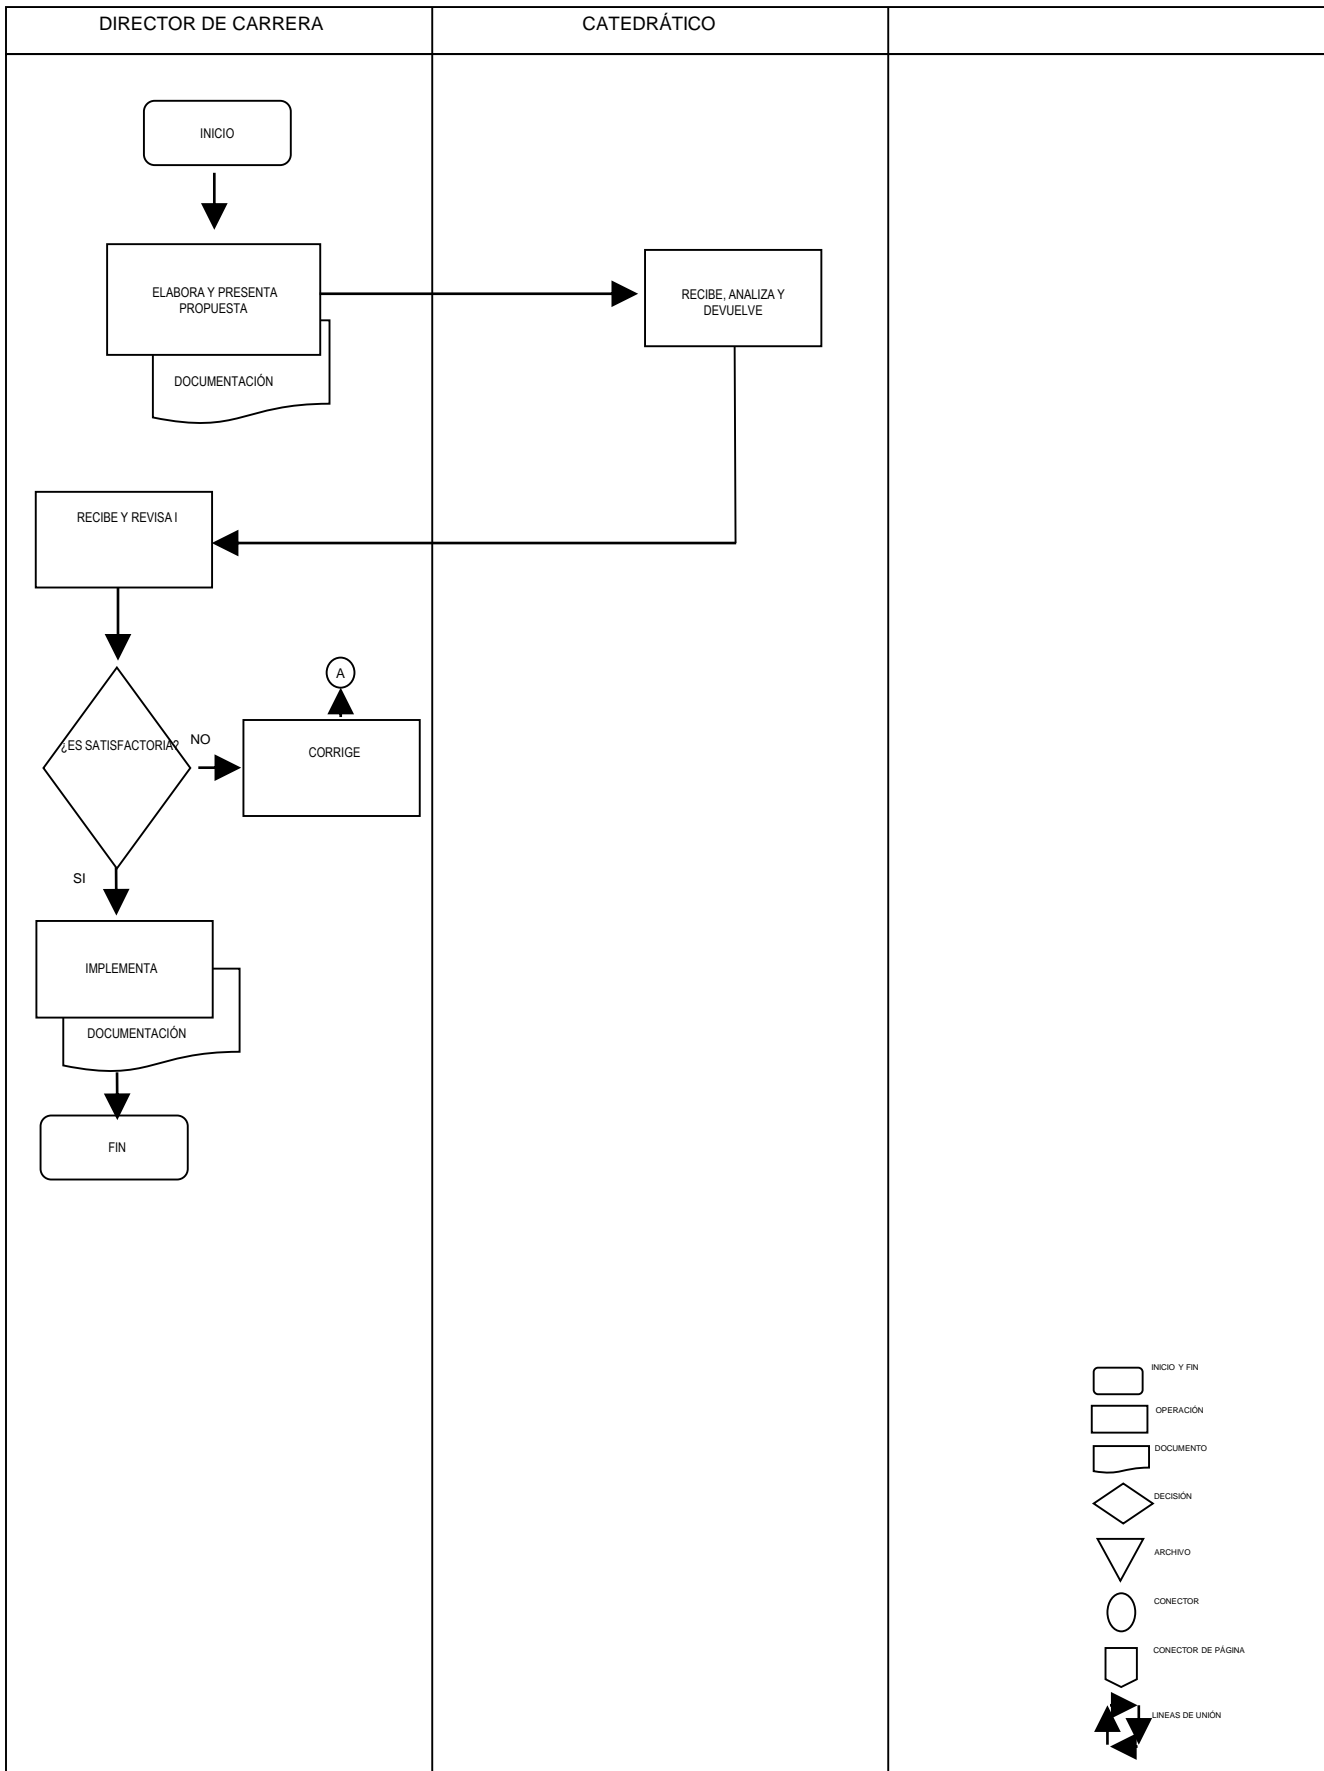 DIRECTOR DE CARRERA
CATEDRÁTICO
INICIO
ELABORA Y PRESENTA
PROPUESTA
RECIBE, ANALIZA Y
DEVUELVE
DOCUMENTACIÓN
RECIBE Y REVISA I
A
¿ES SATISFACTORIA?
NO
CORRIGE
SI
IMPLEMENTA
DOCUMENTACIÓN
FIN
INICIO Y FIN
OPERACIÓN
DOCUMENTO
DECISIÓN
ARCHIVO
CONECTOR
CONECTOR DE PÁGINA
LINEAS DE UNIÓN